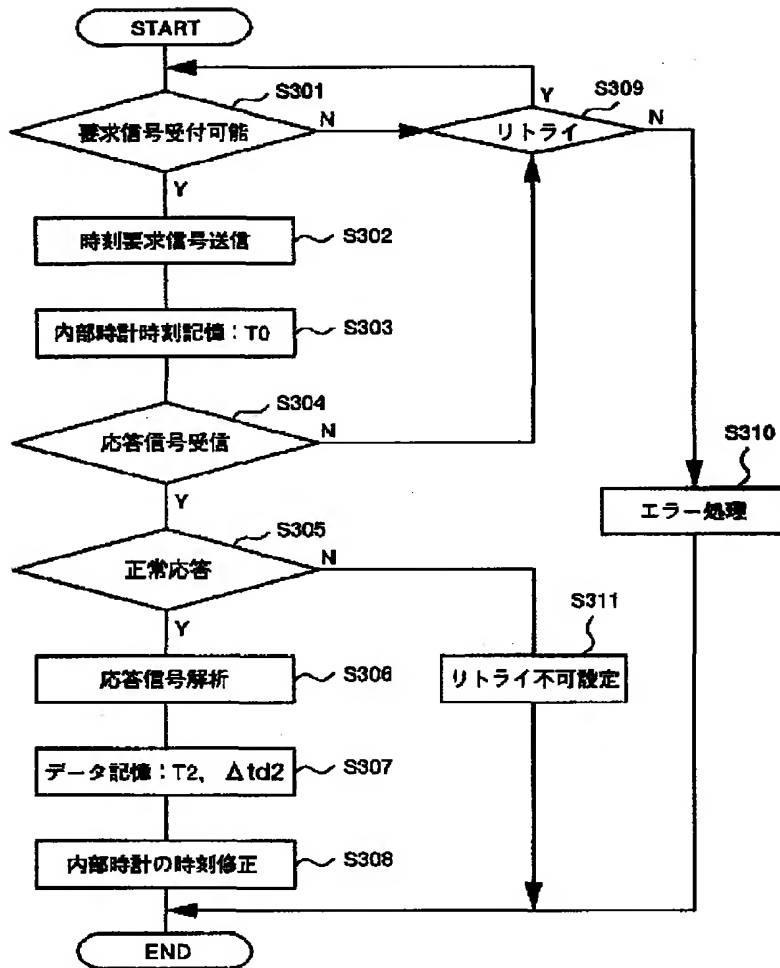 START
S301
要求信号受付可能
N
Y
S309
リトライ
Y
N
S302
時刻要求信号送信
S303
内部時計時刻記憶：T0
S304
応答信号受信
N
Y
S310
エラー処理
S305
正常応答
N
Y
S311
リトライ不可設定
S306
応答信号解析
S307
データ記憶：T2， Δtd2
S308
内部時計の時刻修正
END